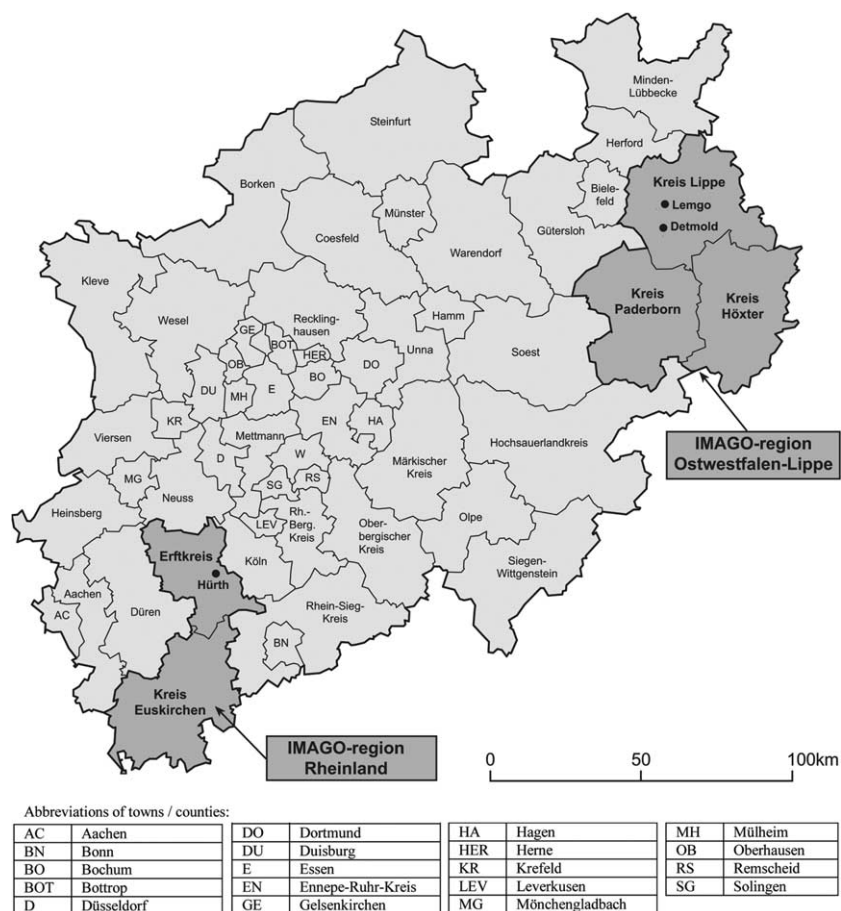 Minden-
Lübbecke
Steinfurt
Herford
Borken
Biele-
feld
Kreis Lippe
Lemgo
Detmold
Münster
Coesfeld
Warendorf
Gütersloh
Kleve
Wesel
Reckling-
hausen
Hamm
Kreis
Paderborn
Kreis
Höxter
GE
BOT
HER
OB
DO
Unna
Soest
DU
MH
E
BO
KR
EN
HA
Viersen
Mettmann
D
W
Märkischer
Kreis
Hochsauerlandkreis
IMAGO-region
Ostwestfalen-Lippe
MG
Neuss
SG
RS
Heinsberg
LEV
Rh.-
Berg.
Kreis
Ober-
bergischer
Kreis
Olpe
Erftkreis
Hürth
Köln
Siegen-
Wittgenstein
Aachen
AC
Düren
Rhein-Sieg-
Kreis
BN
Kreis
Euskirchen
IMAGO-region
Rheinland
0 50 100km
Abbreviations of towns / counties:
AC Aachen
BN Bonn
BO Bochum
BOT Bottrop
D Düsseldorf
DO Dortmund
DU Duisburg
E Essen
EN Ennepe-Ruhr-Kreis
GE Gelsenkirchen
HA Hagen
HER Herne
KR Krefeld
LEV Leverkusen
MG Mönchengladbach
MH Mülheim
OB Oberhausen
RS Remscheid
SG Solingen